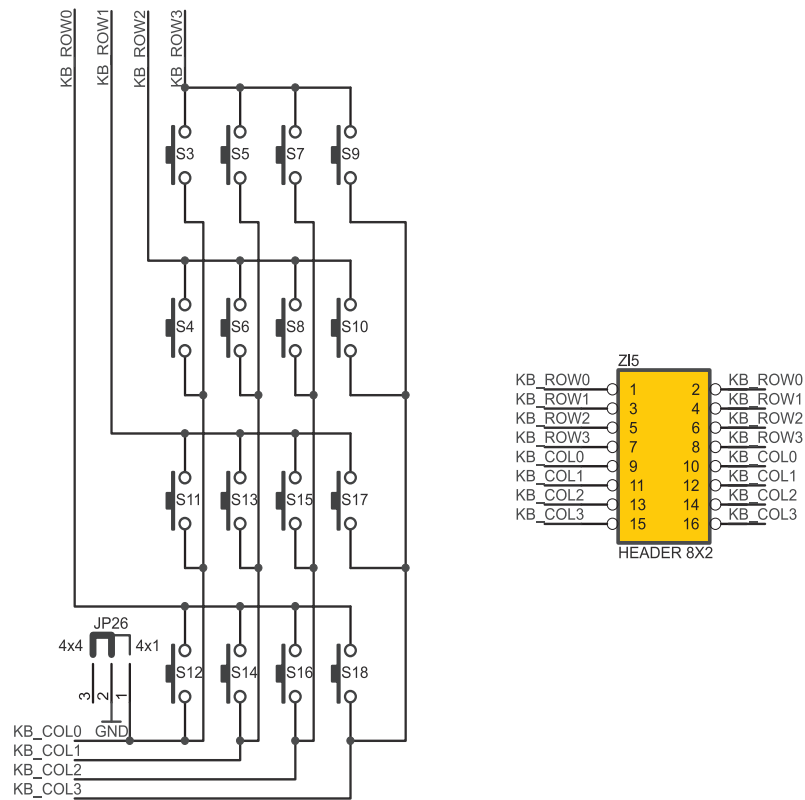 KB_ROW0
KB_ROW1
KB_ROW2
KB_ROW3
S3 S5 S7 S9
S4 S6 S8 S10
S11 S13 S15 S17
JP26
4x4 4x1
S12 S14 S16 S18
3 2 1
KB_COL0 GND
KB_COL1
KB_COL2
KB_COL3
ZI5
KB_ROW0 1 2 KB_ROW0
KB_ROW1 3 4 KB_ROW1
KB_ROW2 5 6 KB_ROW2
KB_ROW3 7 8 KB_ROW3
KB_COL0 9 10 KB_COL0
KB_COL1 11 12 KB_COL1
KB_COL2 13 14 KB_COL2
KB_COL3 15 16 KB_COL3
HEADER 8X2